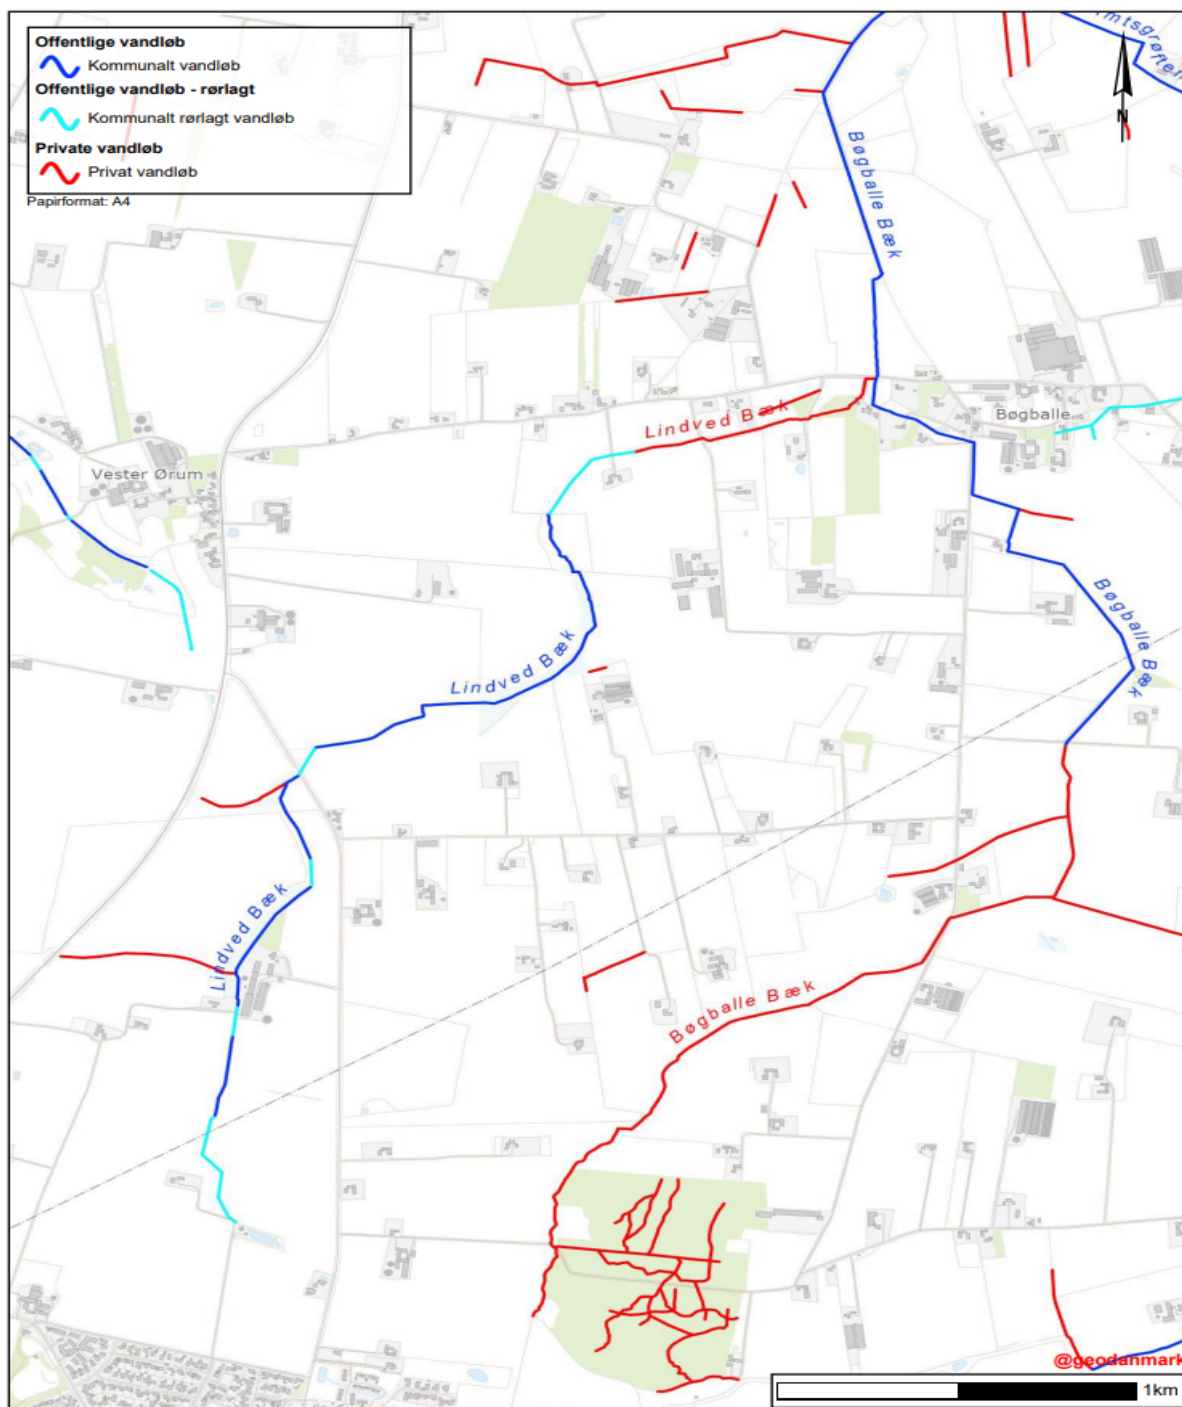 Offentlige vandløb
Kommunalt vandløb
Offentlige vandløb - rørlagt
Kommunalt rørlagt vandløb
Private vandløb
Privat vandløb
Papirformat: A4
N
Bøgballe Bæk
Lindved Bæk
Bøgballe
Vester Ørum
Bøgballe Bæk
Lindved Bæk
Lindved Bæk
Bøgballe Bæk
@geodanmark
1km